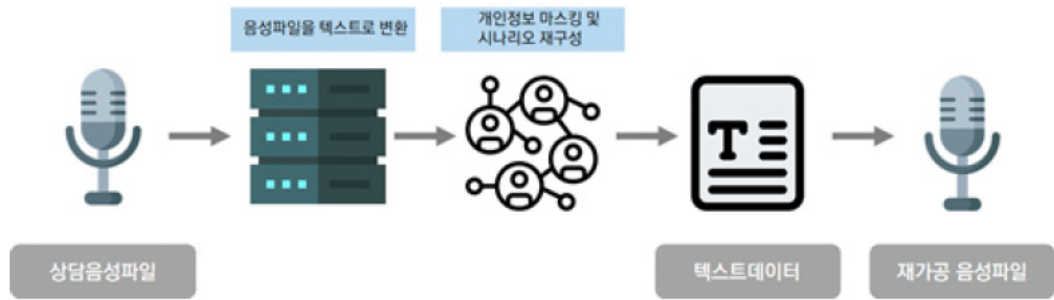 음성파일을 텍스트로 변환
개인정보 마스킹 및
시나리오 재구성
T
상담음성파일
텍스트데이터
재가공 음성파일